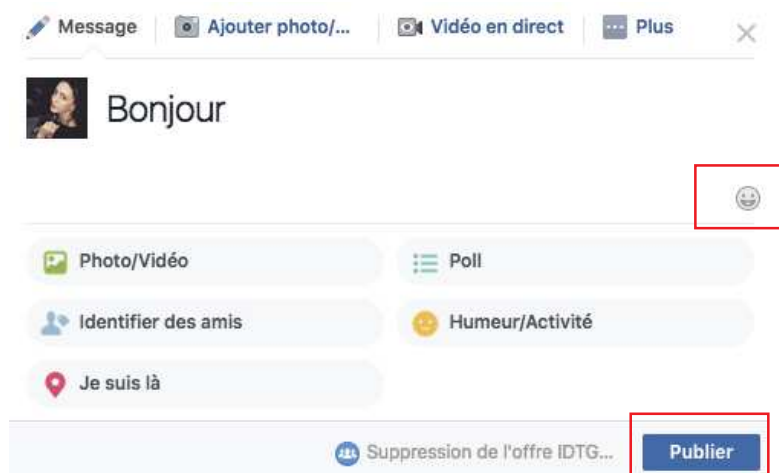 Message Ajouter photo/... Vidéo en direct Plus
Bonjour
Photo/Vidéo Poll
Identifier des amis Humeur/Activité
Je suis là
Suppression de l'offre IDTG... Publier